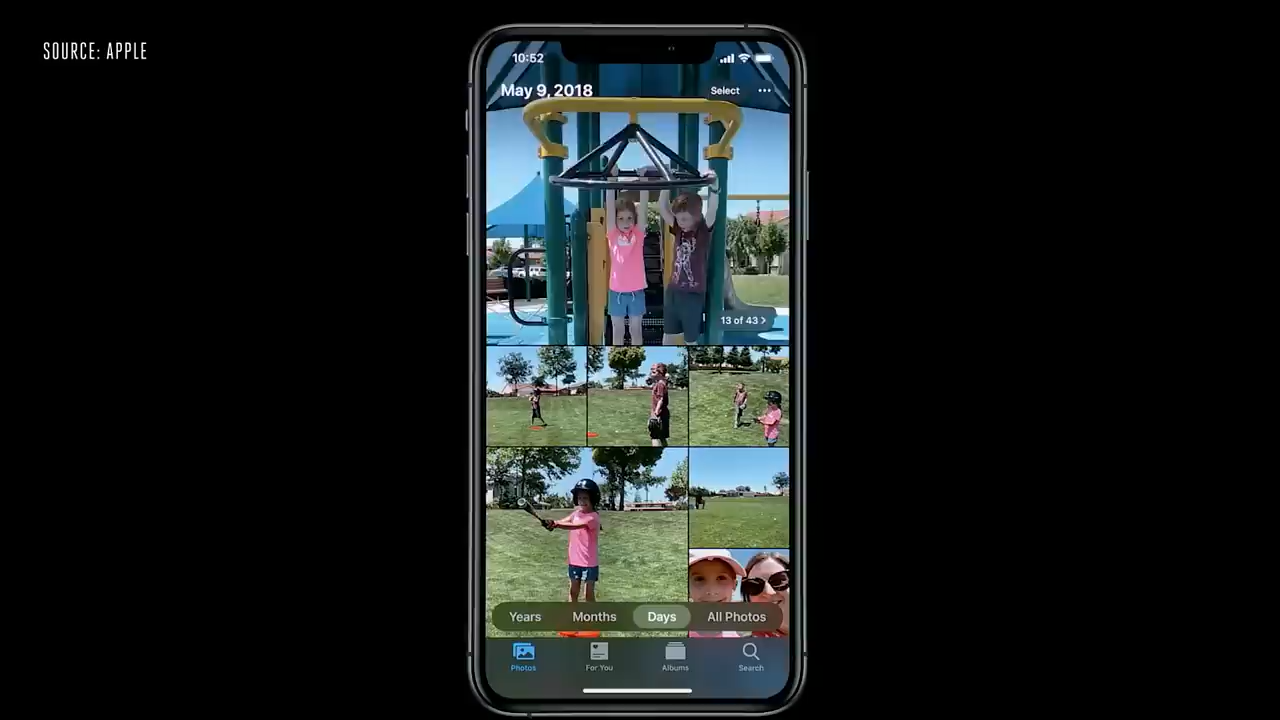 SOURCE: APPLE
10:52
May 9, 2018
Select
13 of 43
Years Months Days All Photos
Photos For You Albums Search